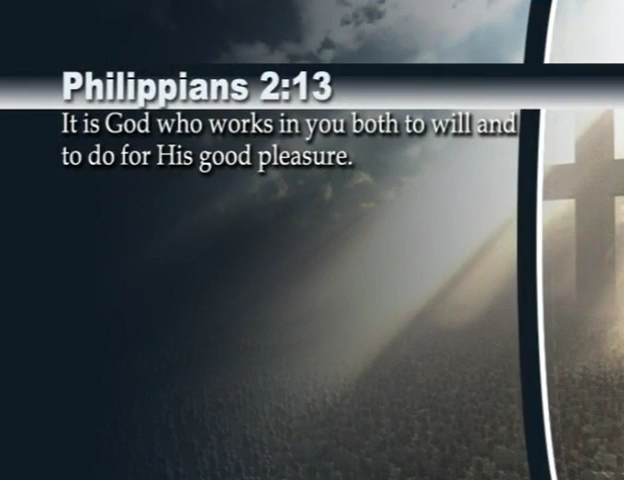 Philippians 2:13
It is God who works in you both to will and
to do for His good pleasure.